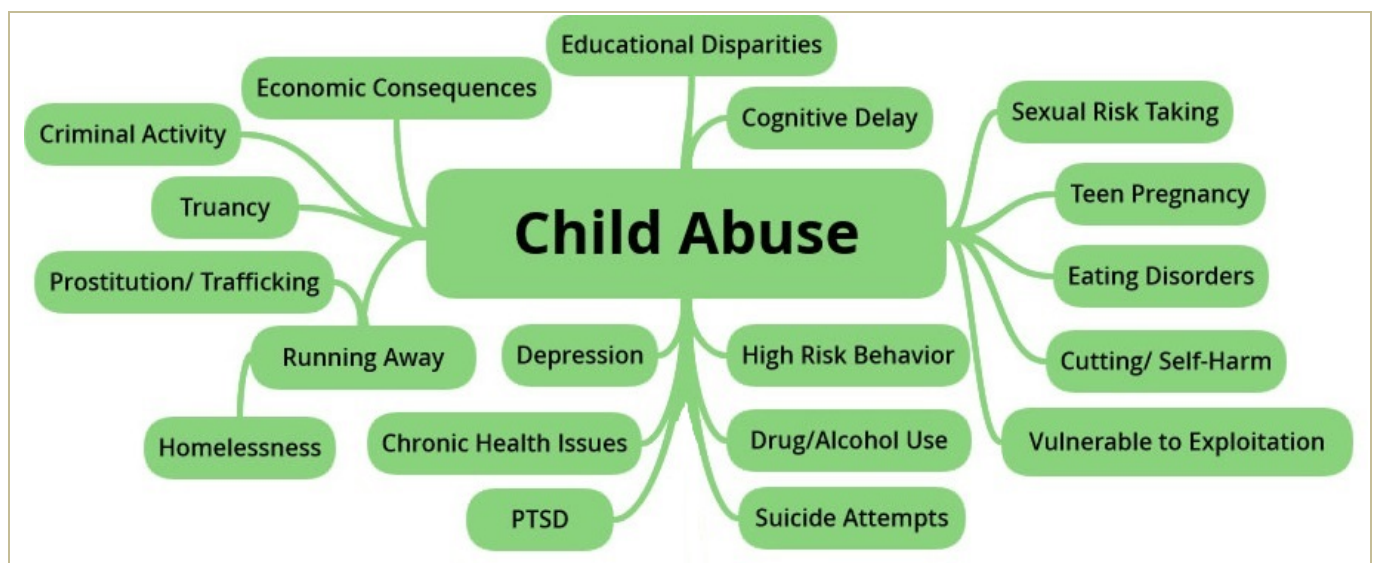 Educational Disparities
Economic Consequences
Cognitive Delay
Sexual Risk Taking
Criminal Activity
Teen Pregnancy
Truancy
Child Abuse
Eating Disorders
Prostitution/ Trafficking
Running Away
Depression
High Risk Behavior
Cutting/ Self-Harm
Homelessness
Chronic Health Issues
Drug/Alcohol Use
Vulnerable to Exploitation
PTSD
Suicide Attempts